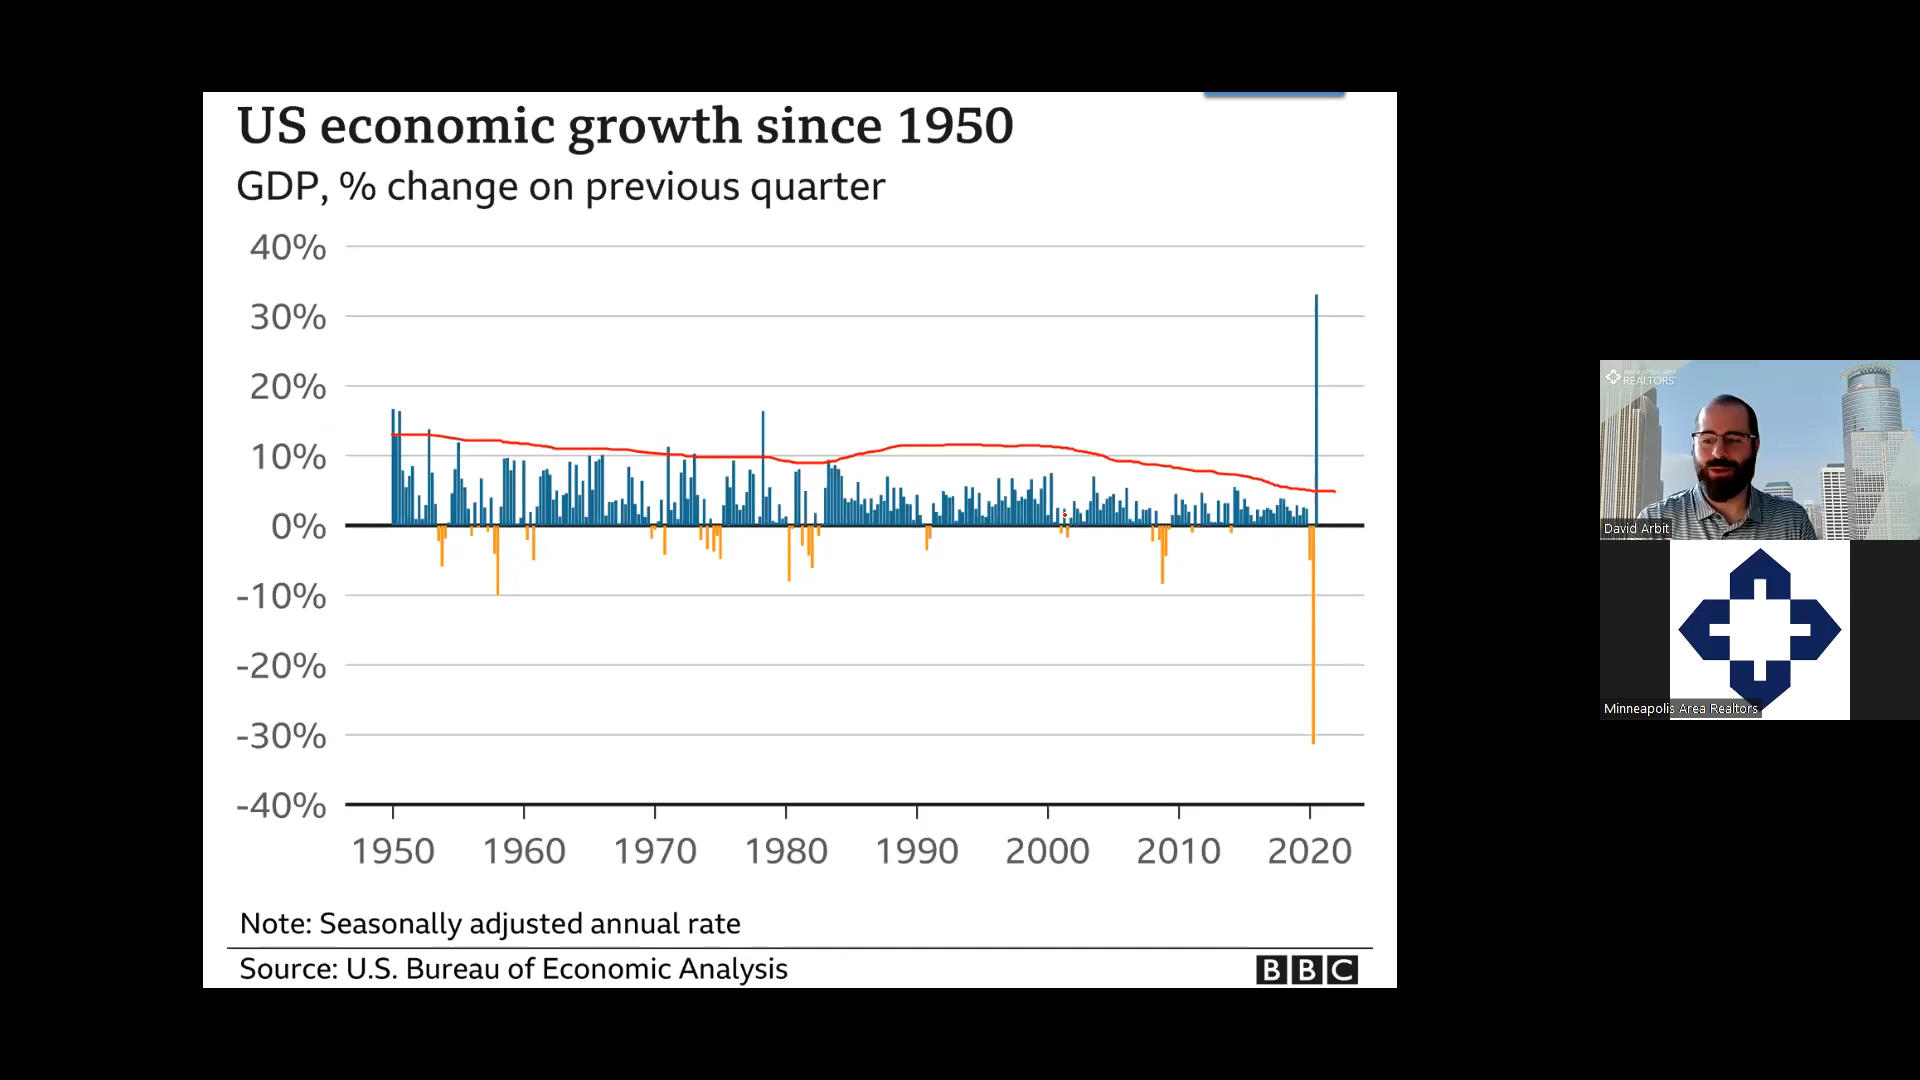 US economic growth since 1950
GDP, % change on previous quarter
40%
30%
20%
10%
0%
-10%
-20%
-30%
-40%
1950 1960 1970 1980 1990 2000 2010 2020
Note: Seasonally adjusted annual rate
Source: U.S. Bureau of Economic Analysis
BBC
MINNEAPOLIS AREA
REALTORS
David Arbit
Minneapolis Area Realtors